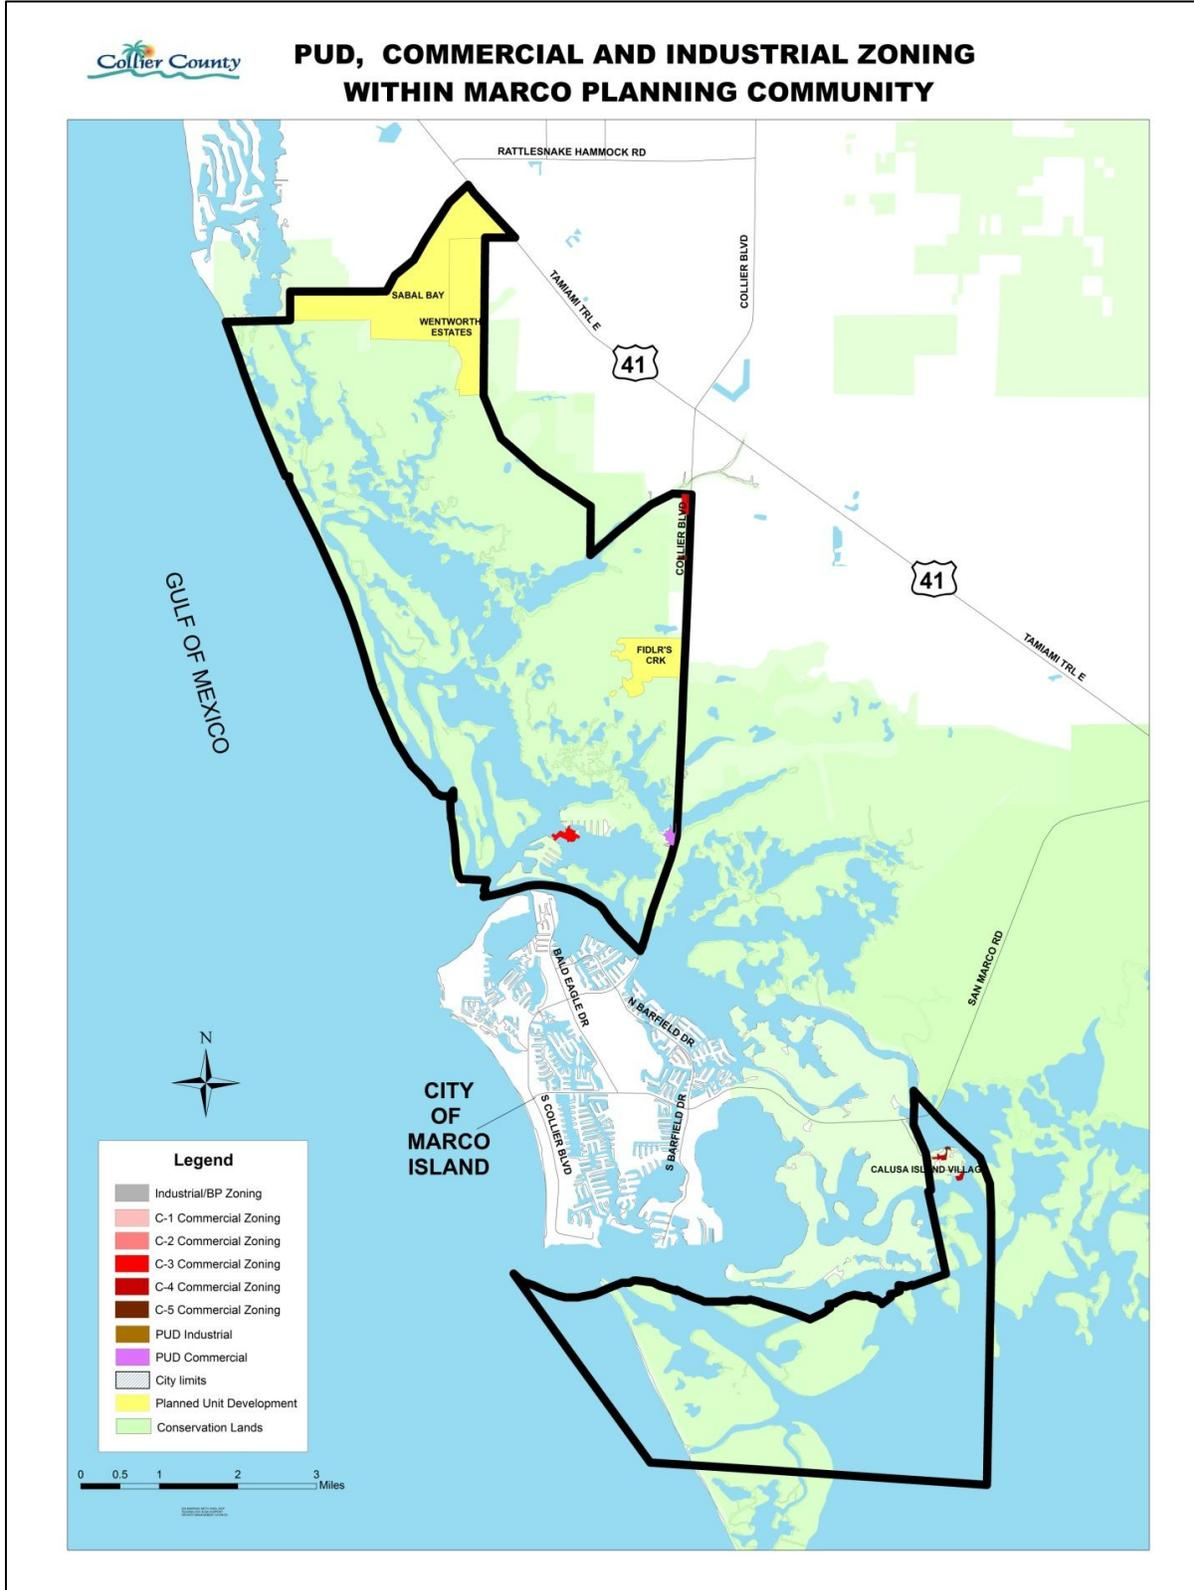 Collier County
PUD, COMMERCIAL AND INDUSTRIAL ZONING
WITHIN MARCO PLANNING COMMUNITY
RATTLESNAKE HAMMOCK RD
COLLIER BLVD
TAMIAMI TRL E
SABAL BAY
WENTWORTH
ESTATES
41
COLLIER BLVD
41
GULF OF MEXICO
FIDLR'S
CRK
TAMIAMI TRL E
SAN MARCO RD
BALD EAGLE DR
N BARFIELD DR
N
CITY
OF
MARCO
ISLAND
S COLLIER BLVD
S BARFIELD DR
CALUSA ISLAND VILLAG
Legend
Industrial/BP Zoning
C-1 Commercial Zoning
C-2 Commercial Zoning
C-3 Commercial Zoning
C-4 Commercial Zoning
C-5 Commercial Zoning
PUD Industrial
PUD Commercial
City limits
Planned Unit Development
Conservation Lands
0 0.5 1 2 3
Miles